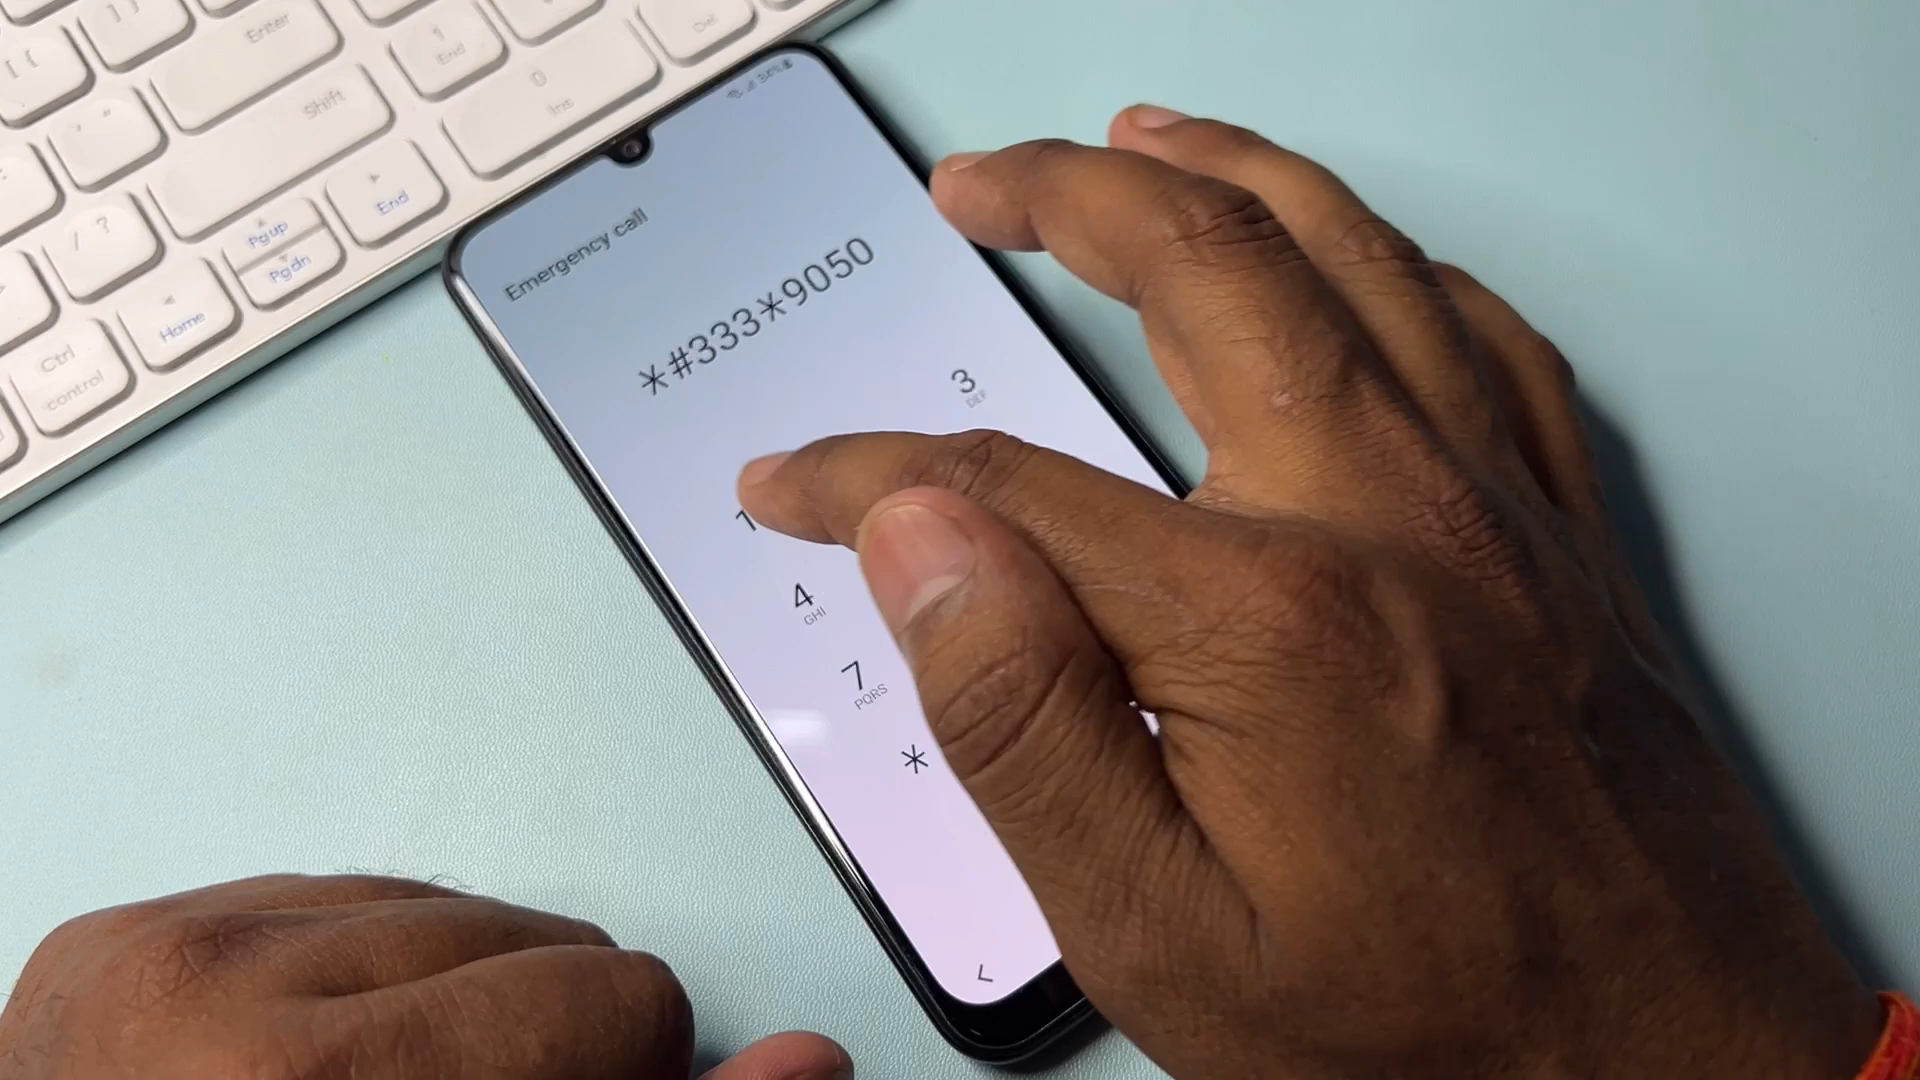 ] }
Enter
1
End
Del
[ {
Shift
0
Ins
' "
End
/ ?
Pgup
Pgdn
Home
Ctrl
control
Emergency call
*#333*9050
3
DEF
1
4
GHI
7
PQRS
*